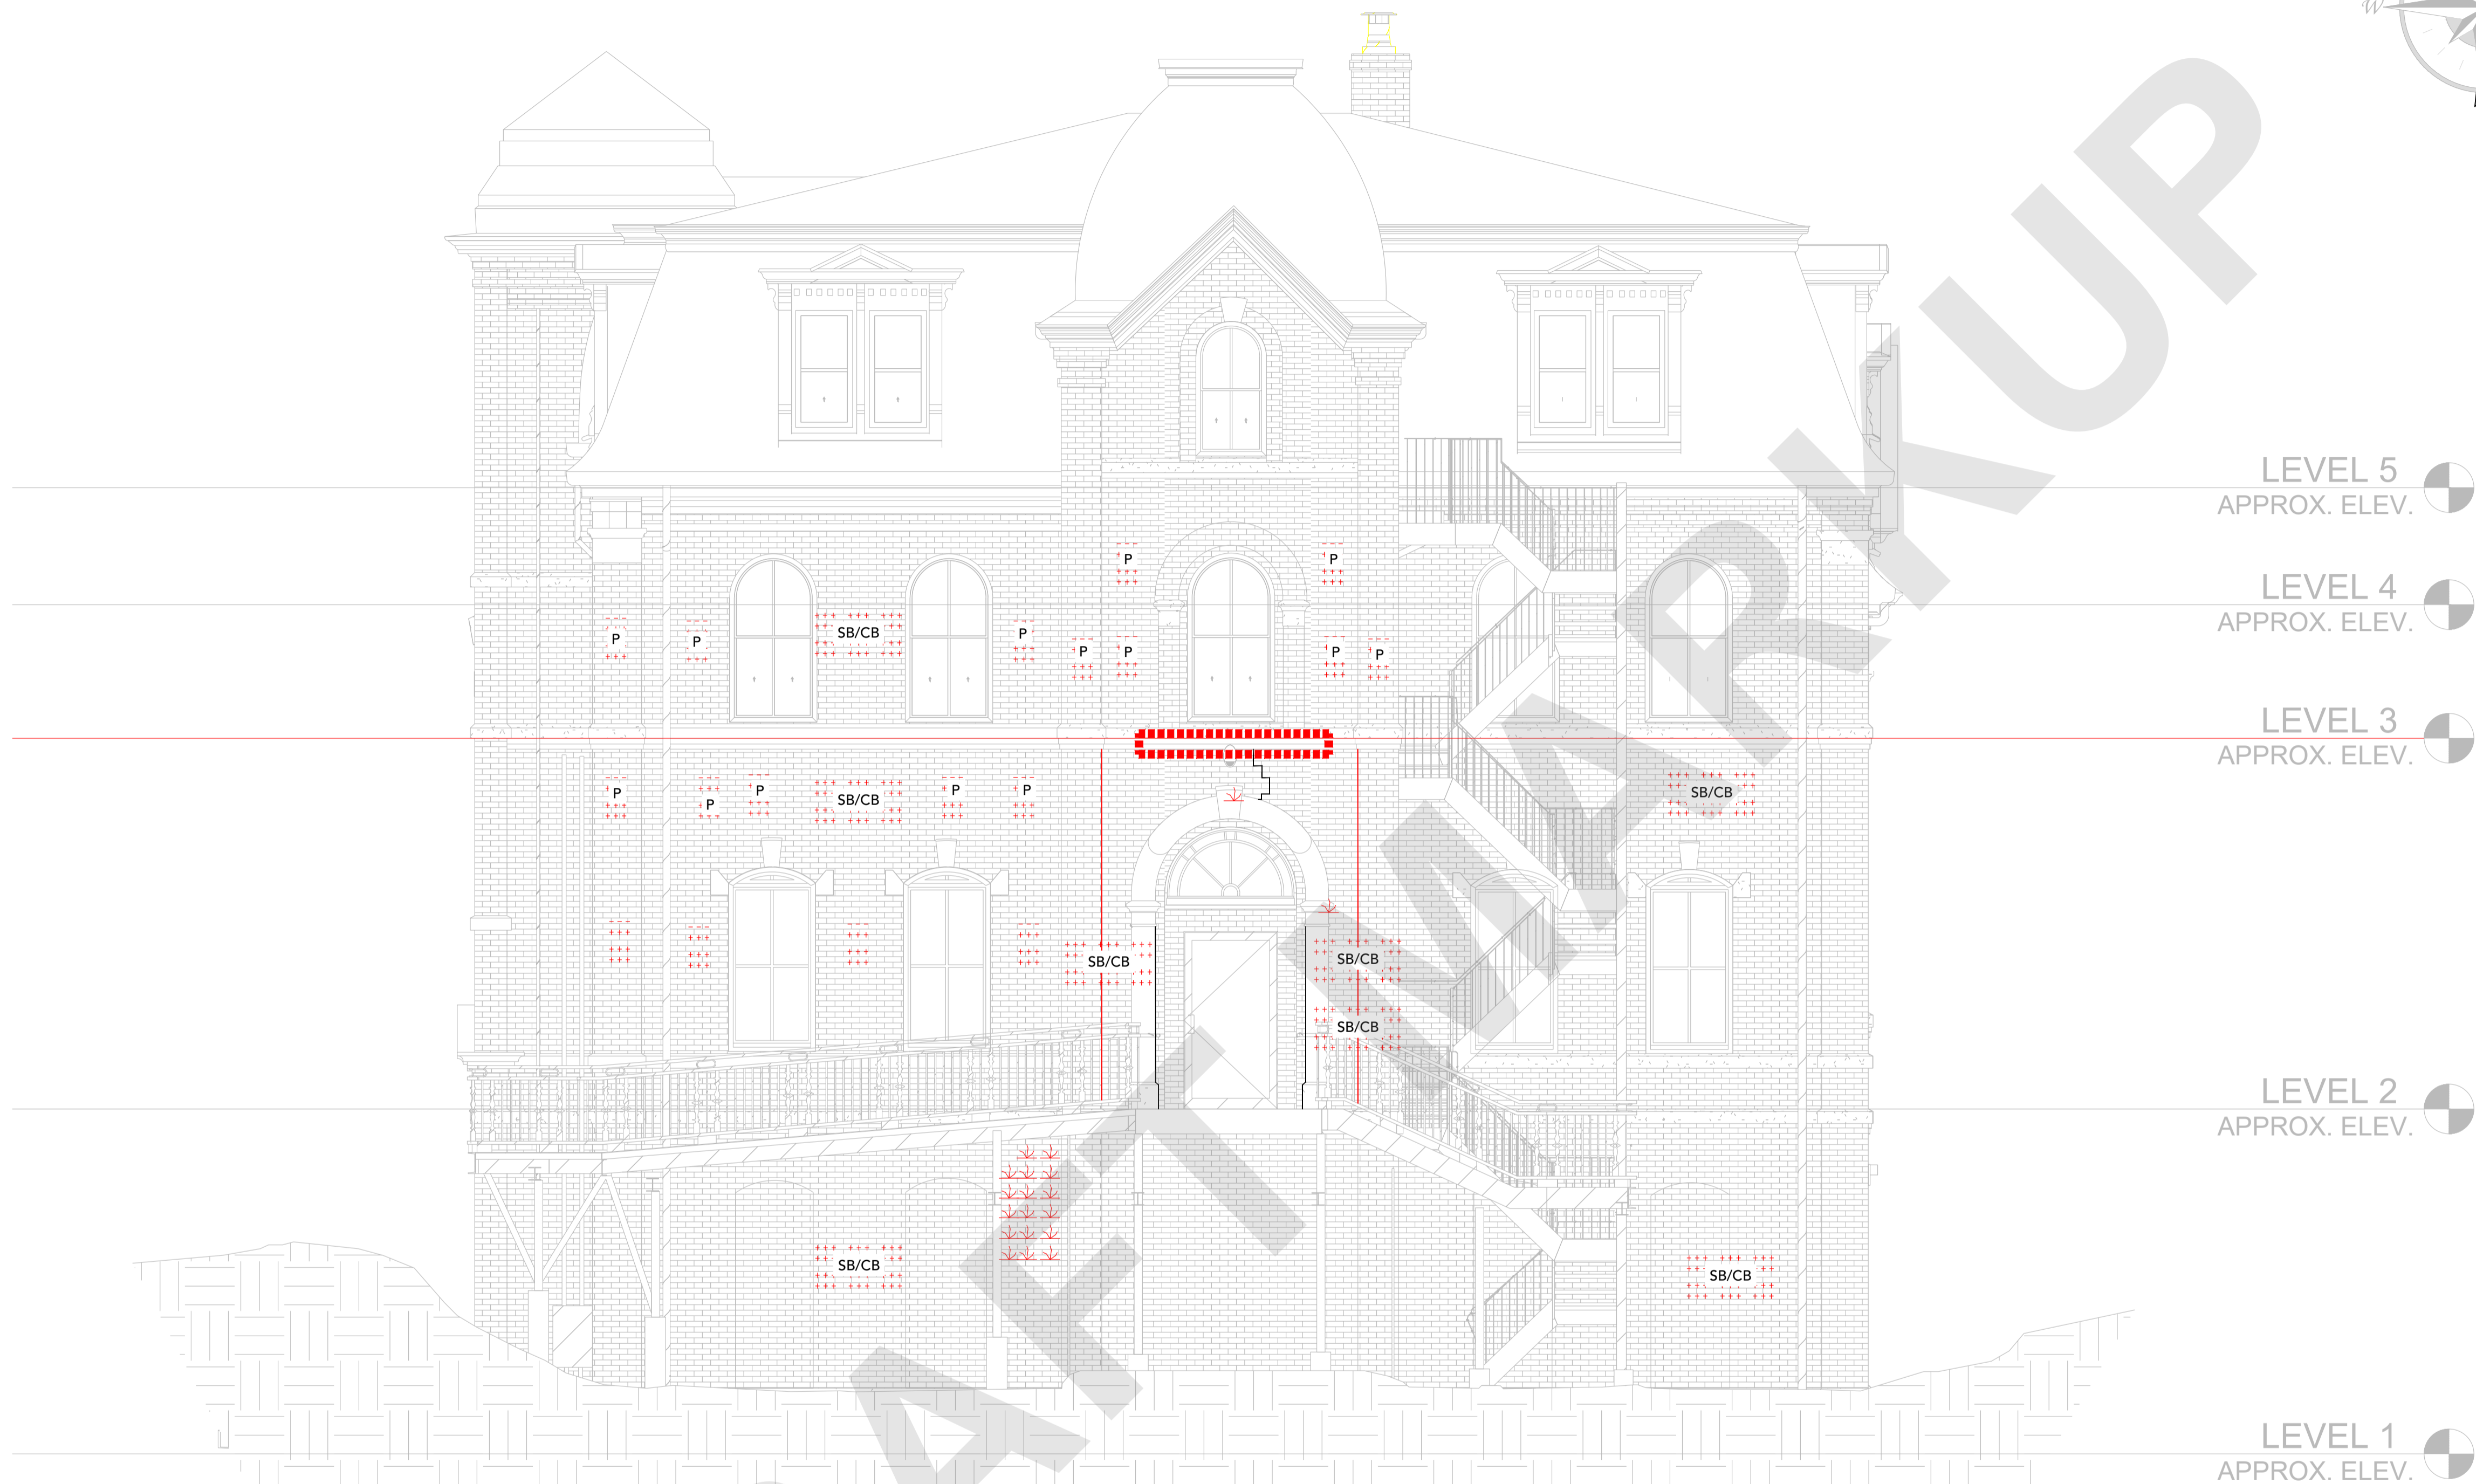 W
LEVEL 5
APPROX. ELEV.
P
P
LEVEL 4
APPROX. ELEV.
P
P
SB/CB
P
P
P
P
P
LEVEL 3
APPROX. ELEV.
P
P
P
SB/CB
P
P
SB/CB
SB/CB
SB/CB
SB/CB
LEVEL 2
APPROX. ELEV.
SB/CB
SB/CB
LEVEL 1
APPROX. ELEV.
AFT MARKUP